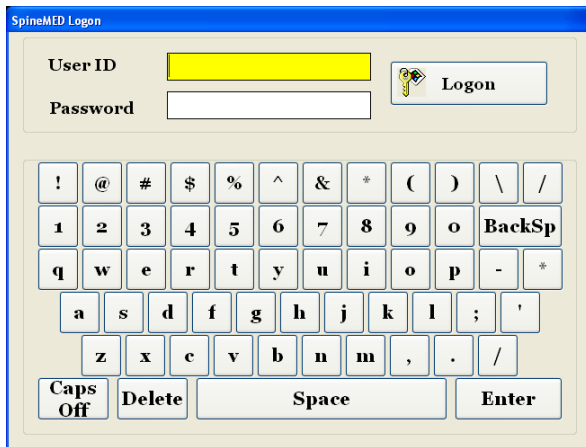 SpineMED Logon
User ID
Password
Logon
! @ # $ % ^ & * ( ) \ /
1 2 3 4 5 6 7 8 9 0 BackSp
q w e r t y u i o p - *
a s d f g h j k l ; '
z x c v b n m , . /
Caps Off Delete Space Enter